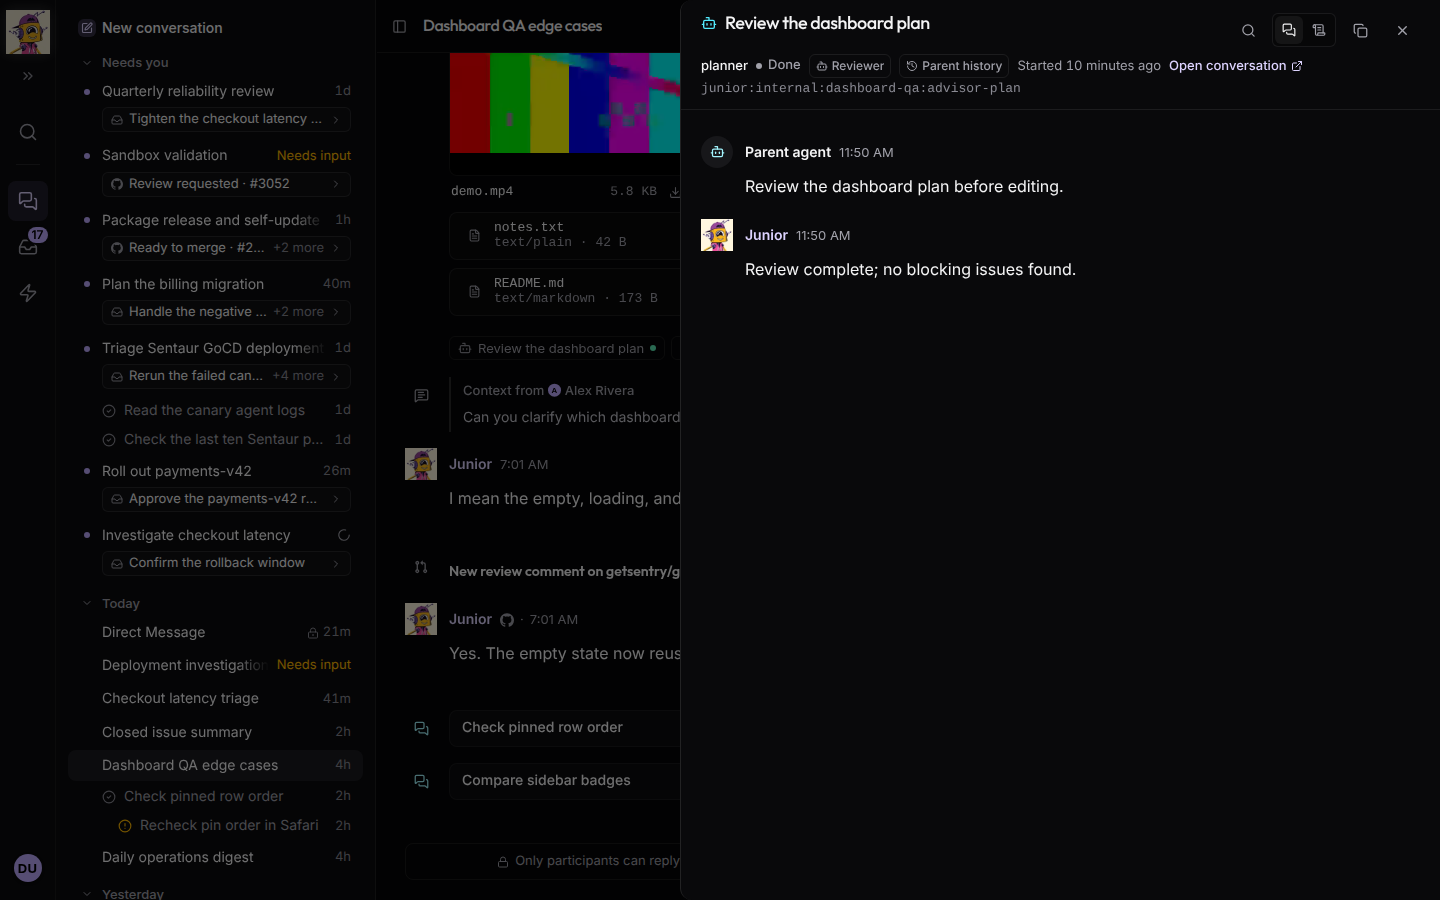 New conversation
Needs you
Quarterly reliability review 1d
Tighten the checkout latency ...
Sandbox validation Needs input
Review requested · #3052
Package release and self-update 1h
Ready to merge · #2... +2 more
Plan the billing migration 40m
Handle the negative ... +2 more
Triage Sentaur GoCD deployment 1d
Rerun the failed can... +4 more
Read the canary agent logs 1d
Check the last ten Sentaur p... 1d
Roll out payments-v42 26m
Approve the payments-v42 r...
Investigate checkout latency
Confirm the rollback window
Today
Direct Message 21m
Deployment investigation Needs input
Checkout latency triage 41m
Closed issue summary 2h
Dashboard QA edge cases 4h
Check pinned row order 2h
Recheck pin order in Safari 2h
Daily operations digest 4h
Yesterday
17
DU
Dashboard QA edge cases
demo.mp4 5.8 KB
notes.txt
text/plain · 42 B
README.md
text/markdown · 173 B
Review the dashboard plan
Context from A Alex Rivera
Can you clarify which dashboard
Junior 7:01 AM
I mean the empty, loading, and
New review comment on getsentry/g
Junior · 7:01 AM
Yes. The empty state now reus
Check pinned row order
Compare sidebar badges
Only participants can reply
Review the dashboard plan
planner Done Reviewer Parent history Started 10 minutes ago Open conversation
junior:internal:dashboard-qa:advisor-plan
Parent agent 11:50 AM
Review the dashboard plan before editing.
Junior 11:50 AM
Review complete; no blocking issues found.